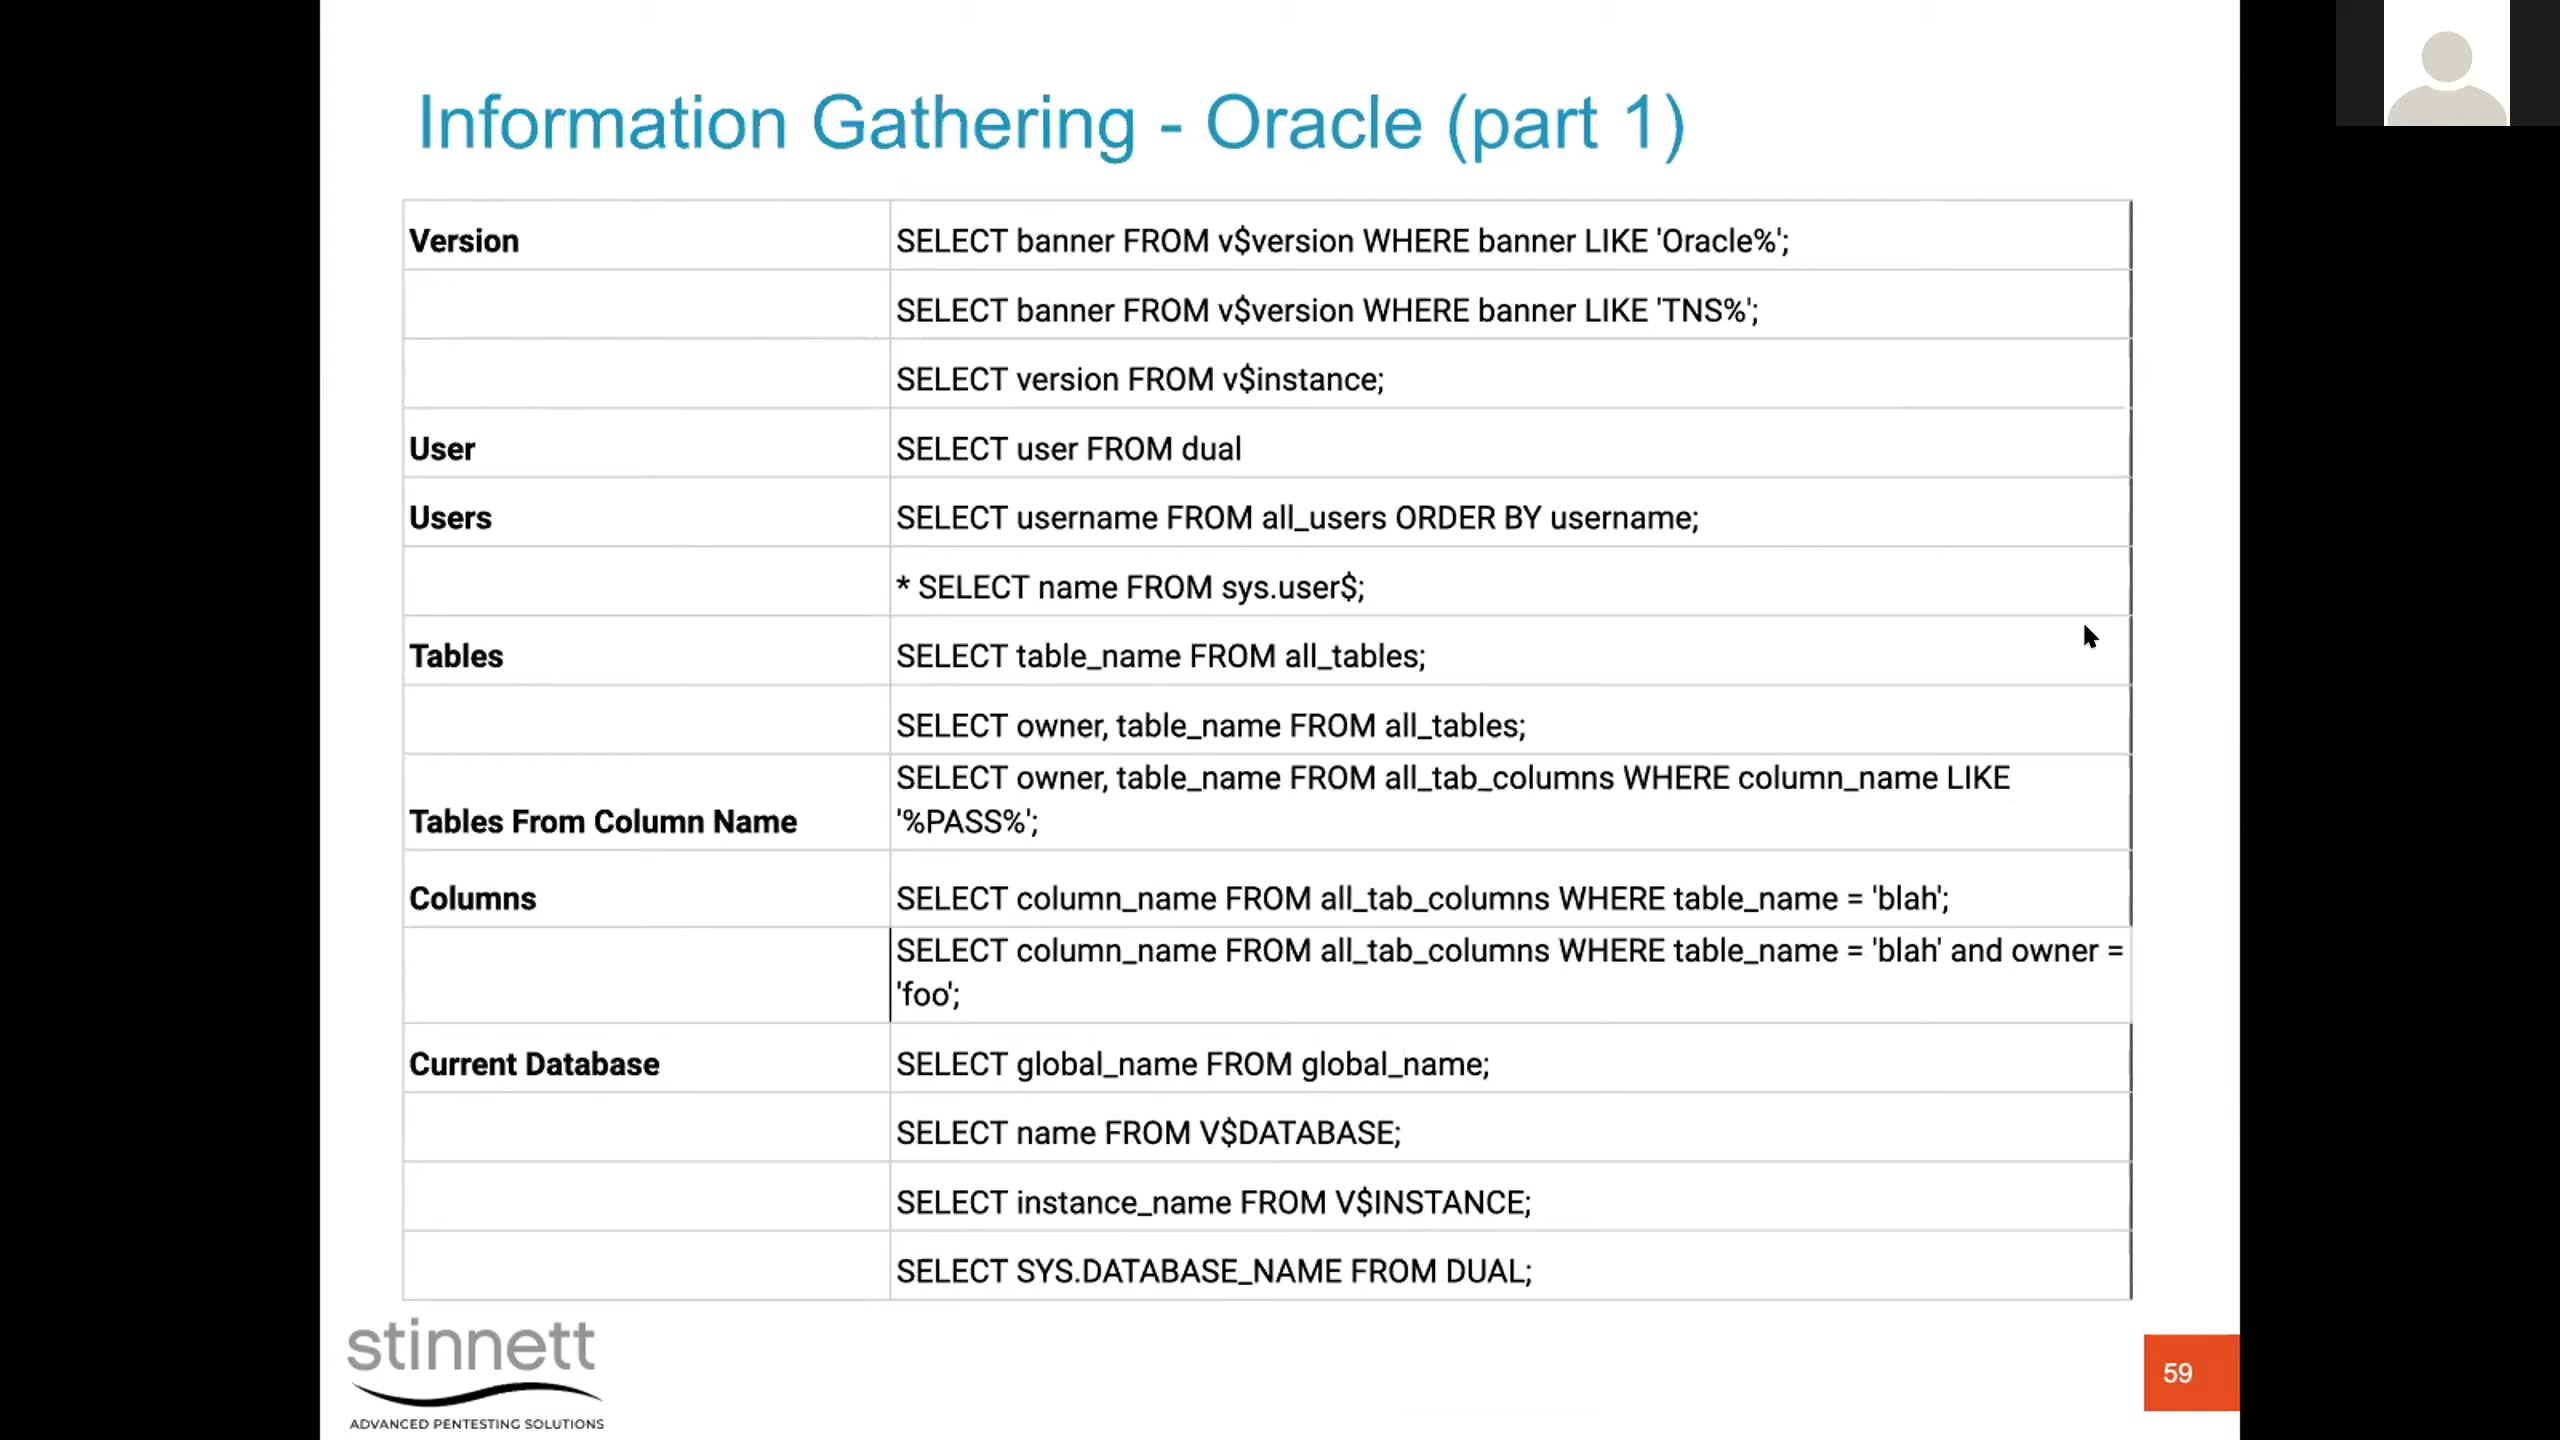 Information Gathering - Oracle (part 1)
Version SELECT banner FROM v$version WHERE banner LIKE 'Oracle%';
SELECT banner FROM v$version WHERE banner LIKE 'TNS%';
SELECT version FROM v$instance;
User SELECT user FROM dual
Users SELECT username FROM all_users ORDER BY username;
* SELECT name FROM sys.user$;
Tables SELECT table_name FROM all_tables;
SELECT owner, table_name FROM all_tables;
SELECT owner, table_name FROM all_tab_columns WHERE column_name LIKE
Tables From Column Name '%PASS%';
Columns SELECT column_name FROM all_tab_columns WHERE table_name = 'blah';
SELECT column_name FROM all_tab_columns WHERE table_name = 'blah' and owner =
'foo';
Current Database SELECT global_name FROM global_name;
SELECT name FROM V$DATABASE;
SELECT instance_name FROM V$INSTANCE;
SELECT SYS.DATABASE_NAME FROM DUAL;
stinnett
ADVANCED PENTESTING SOLUTIONS
59